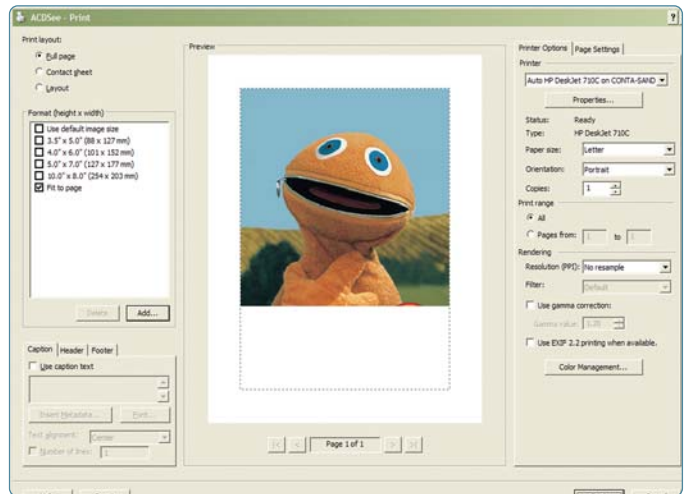 ACDSee - Print
?
Print layout:
Full page
Contact sheet
Layout
Format (height x width)
Use default image size
3.5" x 5.0" (88 x 127 mm)
4.0" x 6.0" (101 x 152 mm)
5.0" x 7.0" (127 x 177 mm)
10.0" x 8.0" (254 x 203 mm)
Fit to page
Delete
Add...
Caption
Header
Footer
Use caption text
Insert Metadata...
Font...
Text alignment:
Center
Number of lines:
1
Preview
Page 1 of 1
Printer Options
Page Settings
Printer
Auto HP DeskJet 710C on CONTA-SAND
Properties...
Status:
Ready
Type:
HP DeskJet 710C
Paper size:
Letter
Orientation:
Portrait
Copies:
1
Print range
All
Pages from:
1
to
1
Rendering
Resolution (PPI):
No resample
Filter:
Default
Use gamma correction:
Gamma value:
1.20
Use EXIF 2.2 printing when available.
Color Management...